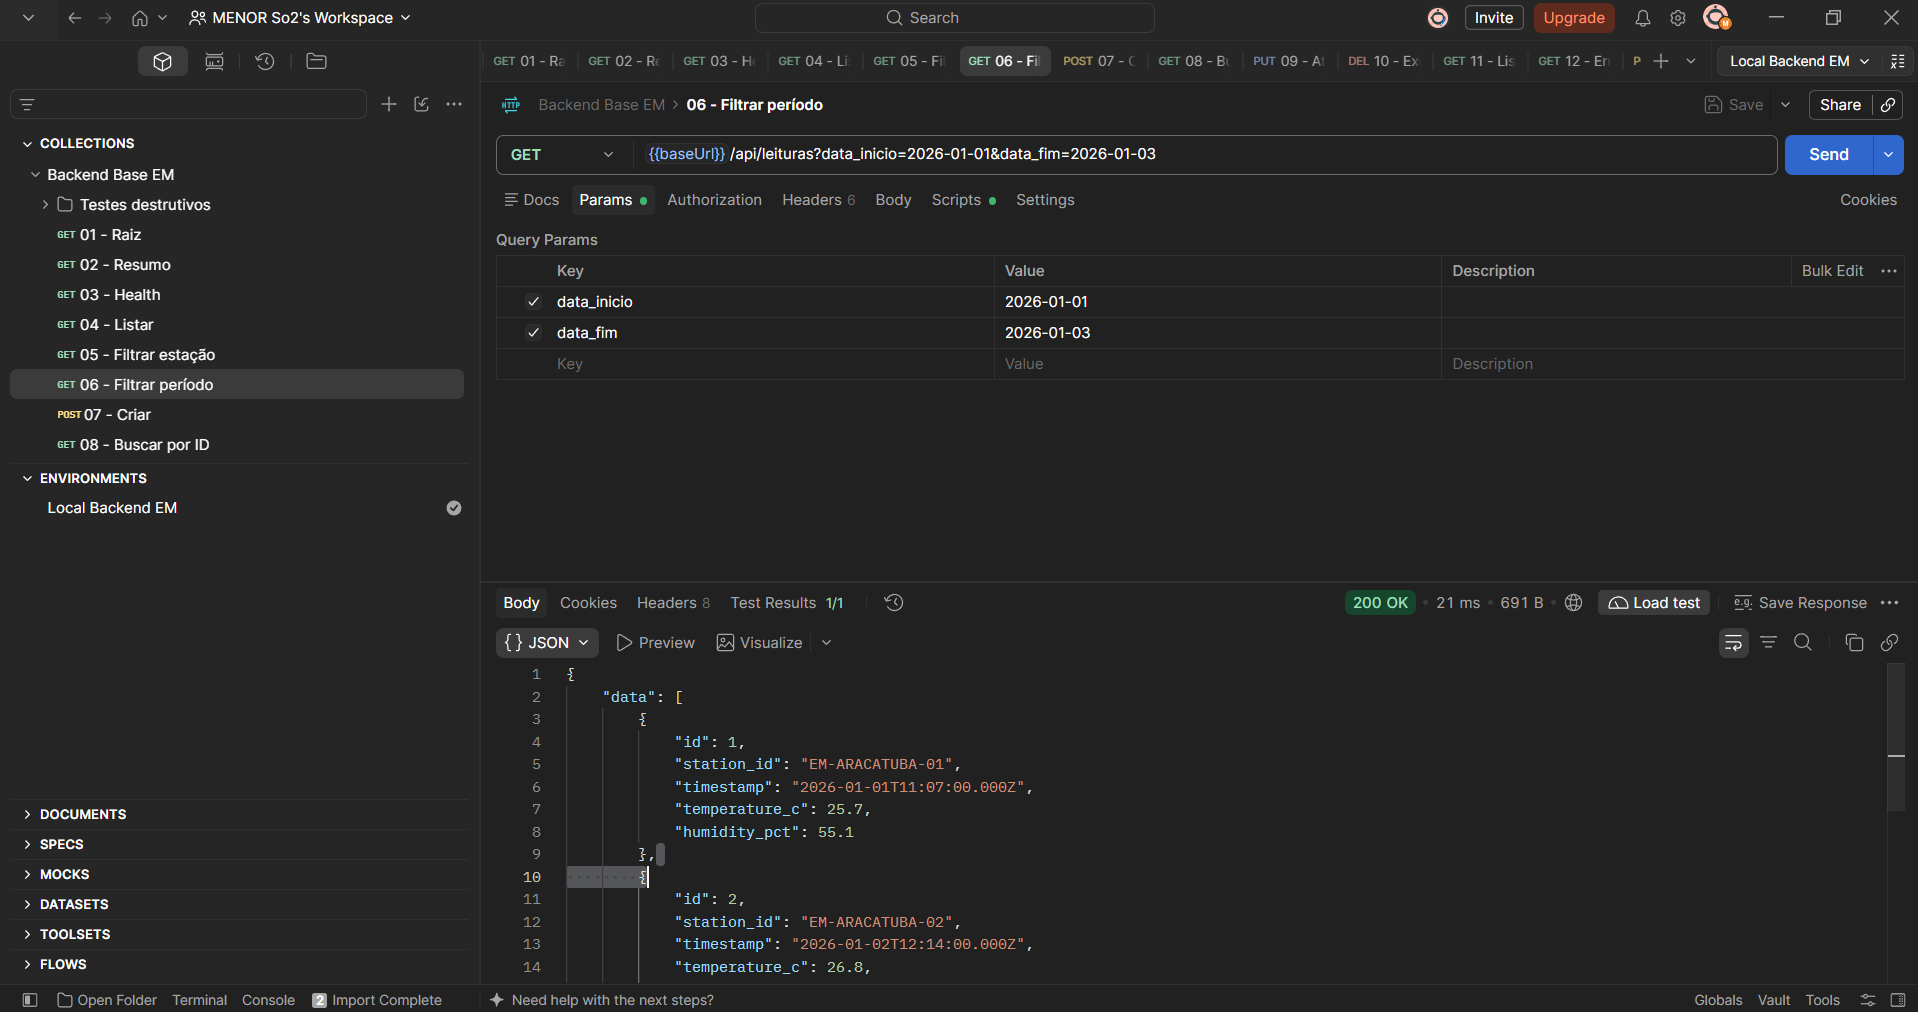 MENOR So2's Workspace
Search
Invite
Upgrade
GET 01 - Ra
GET 02 - Re
GET 03 - H
GET 04 - Li
GET 05 - Fil
GET 06 - Fil
POST 07 - C
GET 08 - Bu
PUT 09 - At
DEL 10 - Ex
GET 11 - Lis
GET 12 - Er
P
Local Backend EM
HTTP
Backend Base EM > 06 - Filtrar período
Save
Share
COLLECTIONS
Backend Base EM
Testes destrutivos
GET 01 - Raiz
GET 02 - Resumo
GET 03 - Health
GET 04 - Listar
GET 05 - Filtrar estação
GET 06 - Filtrar período
POST 07 - Criar
GET 08 - Buscar por ID
ENVIRONMENTS
Local Backend EM
DOCUMENTS
SPECS
MOCKS
DATASETS
TOOLSETS
FLOWS
GET
{{baseUrl}} /api/leituras?data_inicio=2026-01-01&data_fim=2026-01-03
Send
Docs
Params
Authorization
Headers 6
Body
Scripts
Settings
Cookies
Query Params
Key Value Description Bulk Edit
data_inicio 2026-01-01
data_fim 2026-01-03
Key Value Description
Body Cookies Headers 8 Test Results 1/1
200 OK • 21 ms • 691 B
Load test
e.g. Save Response
{} JSON
Preview
Visualize
1 {
2 "data": [
3 {
4 "id": 1,
5 "station_id": "EM-ARACATUBA-01",
6 "timestamp": "2026-01-01T11:07:00.000Z",
7 "temperature_c": 25.7,
8 "humidity_pct": 55.1
9 },
10 {
11 "id": 2,
12 "station_id": "EM-ARACATUBA-02",
13 "timestamp": "2026-01-02T12:14:00.000Z",
14 "temperature_c": 26.8,
Open Folder Terminal Console 2 Import Complete
Need help with the next steps?
Globals Vault Tools